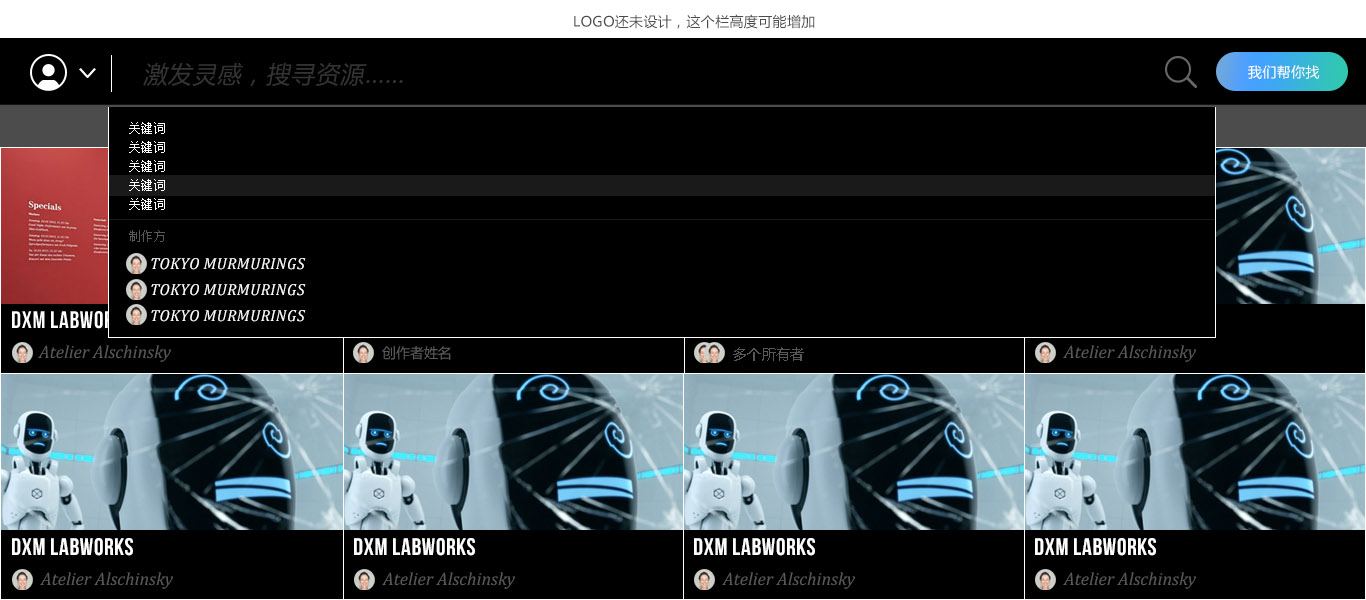 LOGO还未设计，这个栏高度可能增加
激发灵感，搜寻资源......
我们帮你找
关键词
关键词
关键词
关键词
关键词
制作方
TOKYO MURMURINGS
TOKYO MURMURINGS
TOKYO MURMURINGS
Specials
DXM LABWOR
Atelier Alschinsky
创作者姓名
多个所有者
Atelier Alschinsky
DXM LABWORKS
DXM LABWORKS
DXM LABWORKS
DXM LABWORKS
Atelier Alschinsky
Atelier Alschinsky
Atelier Alschinsky
Atelier Alschinsky